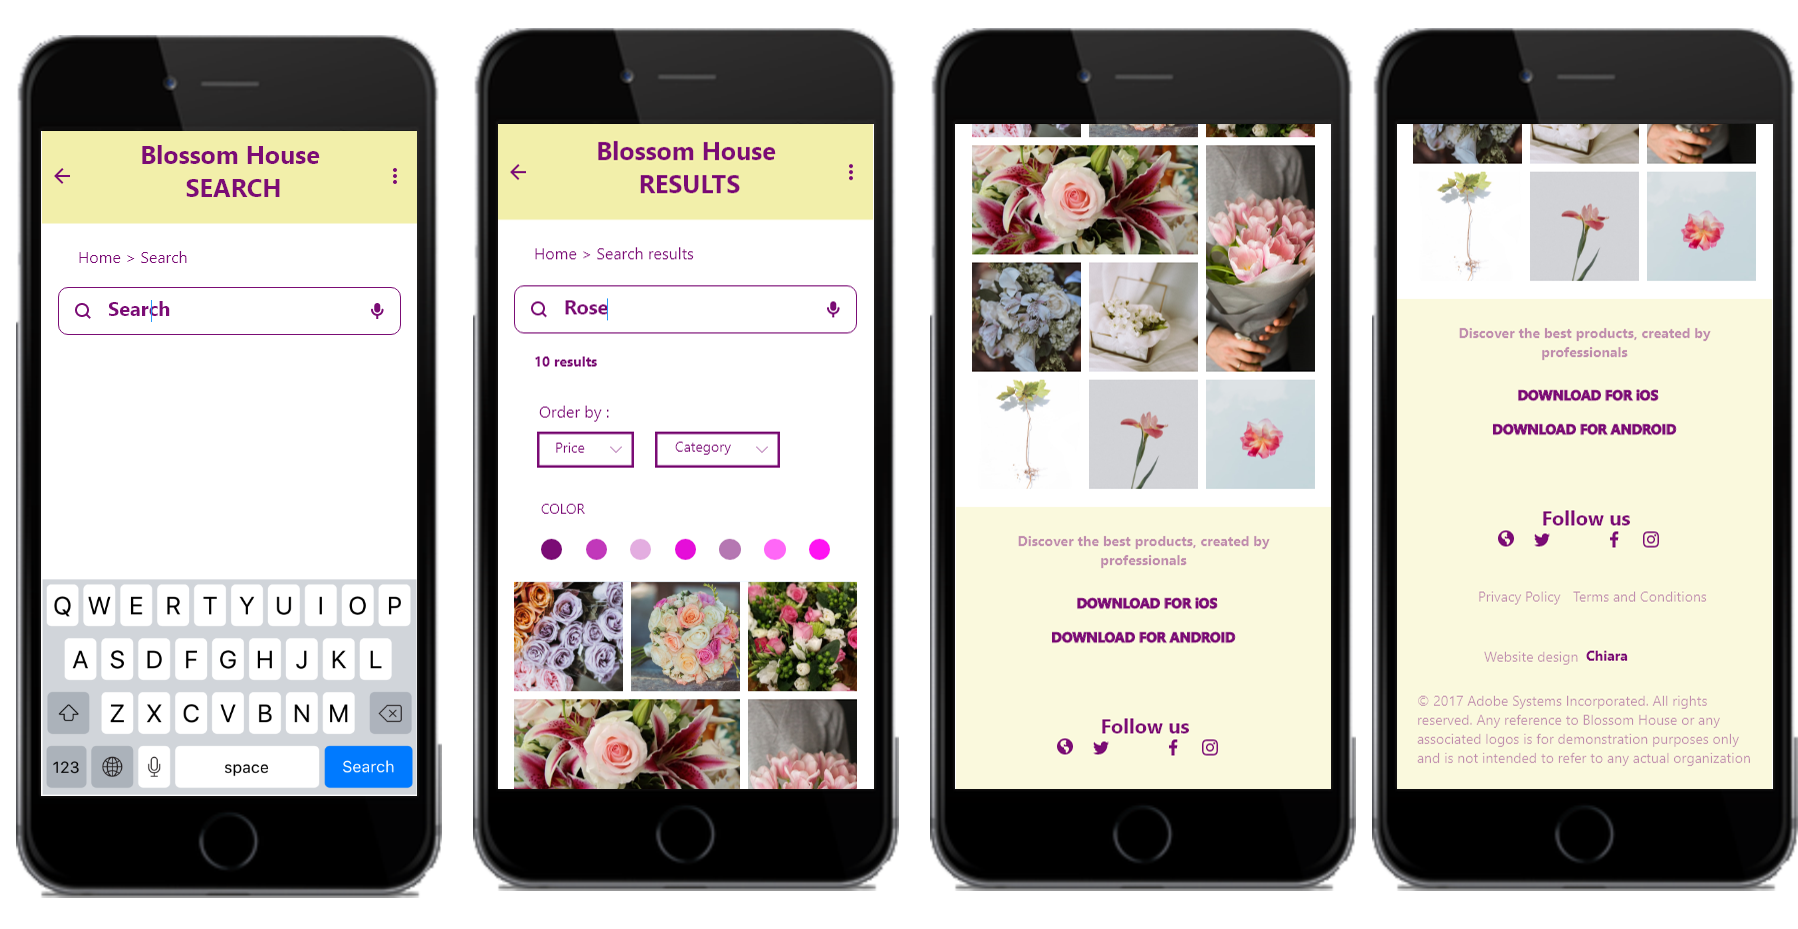 Blossom House
SEARCH
Home > Search
Search
Q W E R T Y U I O P
A S D F G H J K L
Z X C V B N M
123 space Search
Blossom House
RESULTS
Home > Search results
Rose
10 results
Order by :
Price Category
COLOR
Discover the best products, created by
professionals
DOWNLOAD FOR iOS
DOWNLOAD FOR ANDROID
Follow us
Discover the best products, created by
professionals
DOWNLOAD FOR iOS
DOWNLOAD FOR ANDROID
Follow us
Privacy Policy Terms and Conditions
Website design Chiara
© 2017 Adobe Systems Incorporated. All rights
reserved. Any reference to Blossom House or any
associated logos is for demonstration purposes only
and is not intended to refer to any actual organization